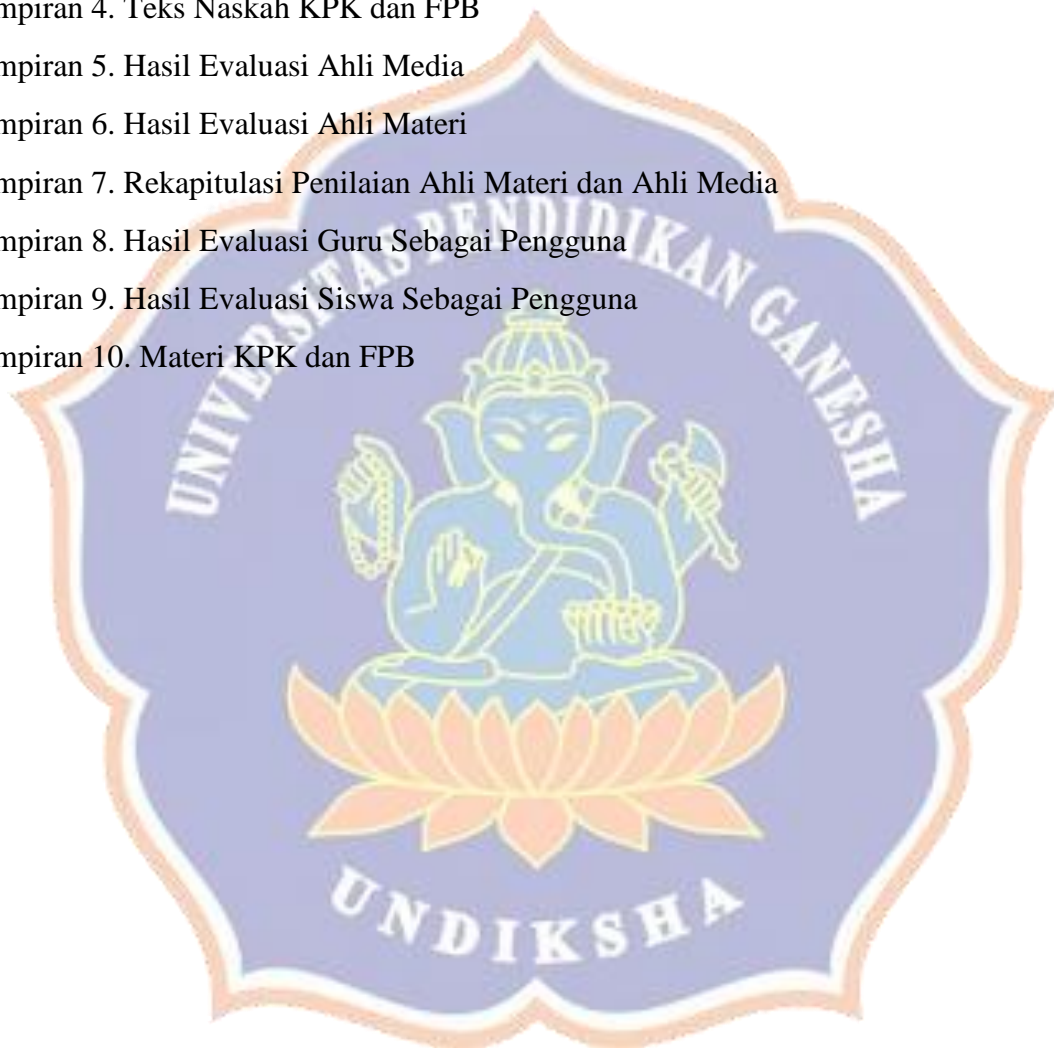 mpiran 4. Teks Naskah KPK dan FPB
mpiran 5. Hasil Evaluasi Ahli Media
mpiran 6. Hasil Evaluasi Ahli Materi
mpiran 7. Rekapitulasi Penilaian Ahli Materi dan Ahli Media
mpiran 8. Hasil Evaluasi Guru Sebagai Pengguna
mpiran 9. Hasil Evaluasi Siswa Sebagai Pengguna
mpiran 10. Materi KPK dan FPB
UNIVERSITAS PENDIDIKAN GANESHA
UNDIKSHA